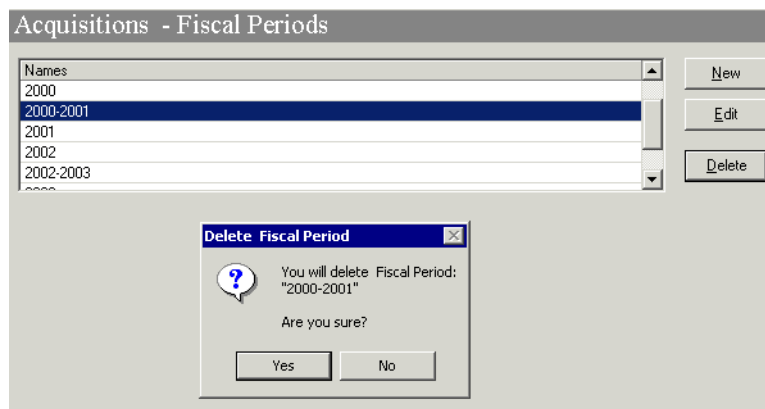 Acquisitions - Fiscal Periods
Names
New
2000
2000-2001
Edit
2001
2002
Delete
2002-2003
Delete Fiscal Period
You will delete Fiscal Period:
"2000-2001"
Are you sure?
Yes
No